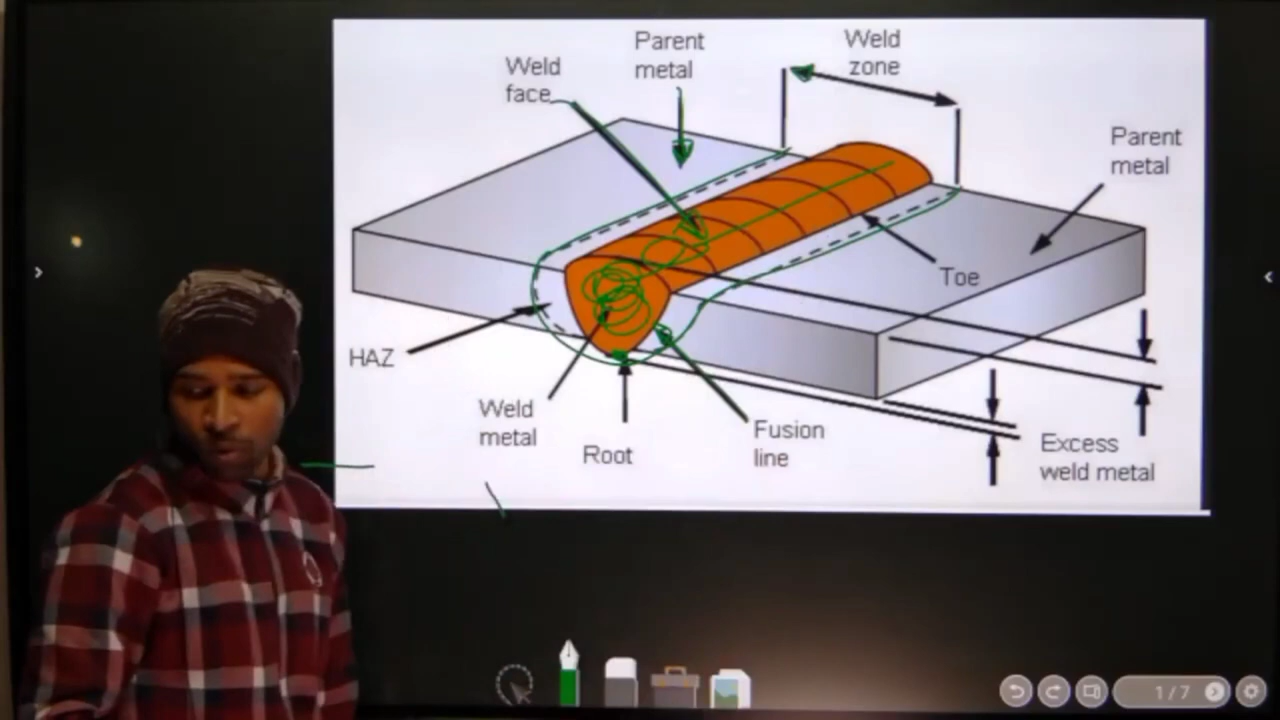 Parent
metal
Weld
zone
Weld
face
Parent
metal
Toe
HAZ
Weld
metal
Root
Fusion
line
Excess
weld metal
1/7